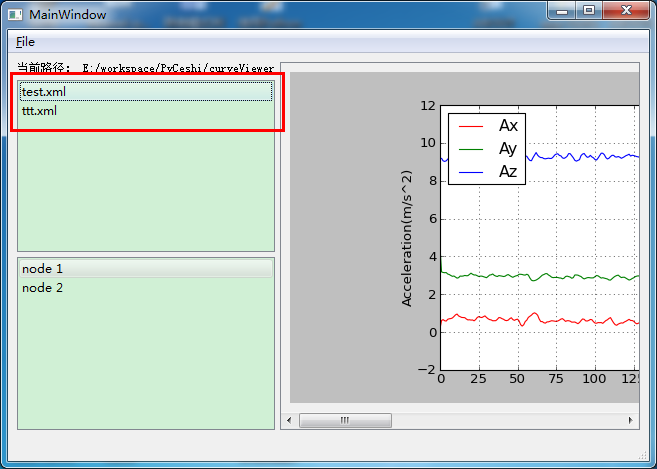 MainWindow
File
当前路径： E:/workspace/PyCeshi/curveViewer
test.xml
ttt.xml
node 1
node 2
Ax
Ay
Az
Acceleration(m/s^2)
12
10
8
6
4
2
0
−2
0 25 50 75 100